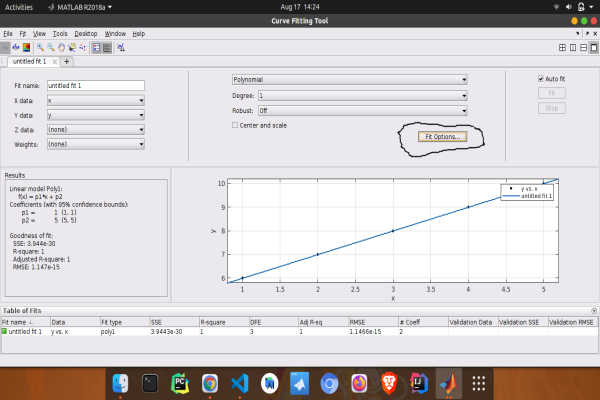 Activities MATLAB R2018a Aug 17 14:24
Curve Fitting Tool
File Fit View Tools Desktop Window Help
untitled fit 1
Fit name: untitled fit 1
X data: x
Y data: y
Z data: (none)
Weights: (none)
Polynomial
Degree: 1
Robust: Off
Center and scale
Fit Options...
Auto fit
Fit
Stop
Results
Linear model Poly1:
f(x) = p1*x + p2
Coefficients (with 95% confidence bounds):
p1 = 1 (1, 1)
p2 = 5 (5, 5)
Goodness of fit:
SSE: 3.944e-30
R-square: 1
Adjusted R-square: 1
RMSE: 1.147e-15
10
9
8
7
6
y
y vs. x
untitled fit 1
1 1.5 2 2.5 3 3.5 4 4.5 5
x
Table of Fits
Fit name Data Fit type SSE R-square DFE Adj R-sq RMSE # Coeff Validation Data Validation SSE Validation RMSE
untitled fit 1 y vs. x poly1 3.9443e-30 1 3 1 1.1466e-15 2
PC
IJ